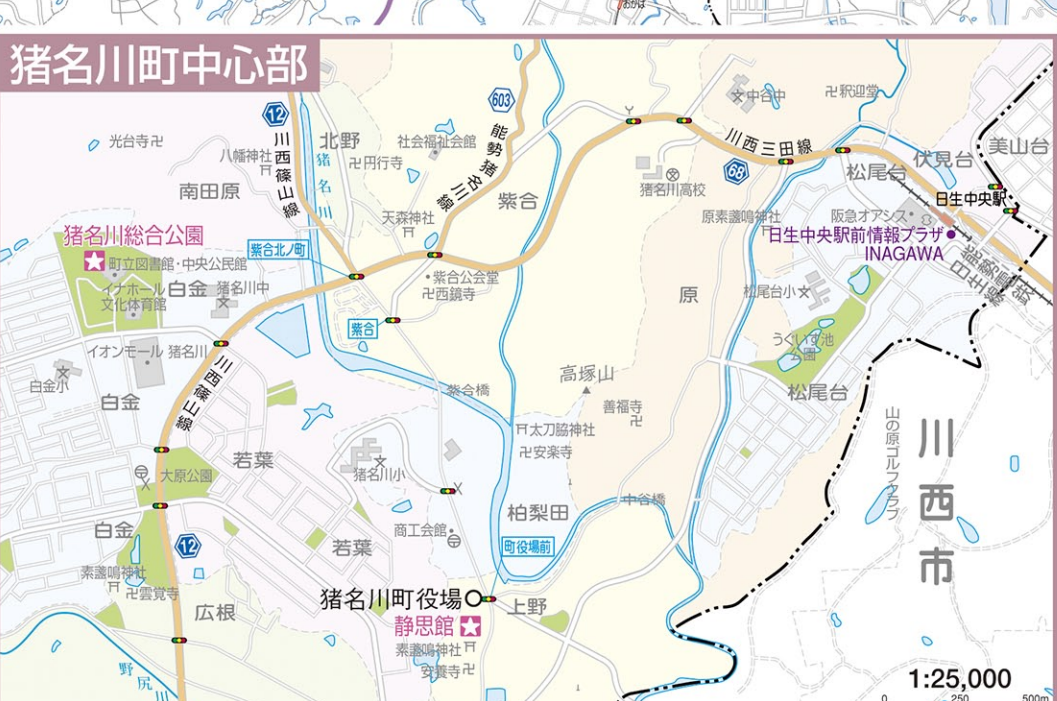 おかば
猪名川町中心部
12
川西篠山線
603
能勢猪名川線
川西三田線
68
光台寺
八幡神社
北野
猪名川
円行寺
社会福祉会館
南田原
天森神社
紫合
中谷中
釈迦堂
猪名川高校
原素盞鳴神社
松尾台
伏見台
美山台
日生中央駅
阪急オアシス
日生中央駅前情報プラザ
INAGAWA
猪名川総合公園
町立図書館・中央公民館
イナホール
文化体育館
白金
猪名川中
紫合北ノ町
紫合公会堂
西鏡寺
紫合
原
松尾台小
うぐいす池
公園
松尾台
イオンモール 猪名川
白金小
白金
川西篠山線
紫合橋
高塚山
善福寺
太刀脇神社
安楽寺
大原公園
若葉
猪名川小
柏梨田
中谷橋
山の原ゴルフクラブ
川西市
白金
12
若葉
商工会館
町役場前
素盞鳴神社
雲覚寺
広根
猪名川町役場
上野
静思館
素盞鳴神社
安養寺
野尻川
1:25,000
0 250 500m